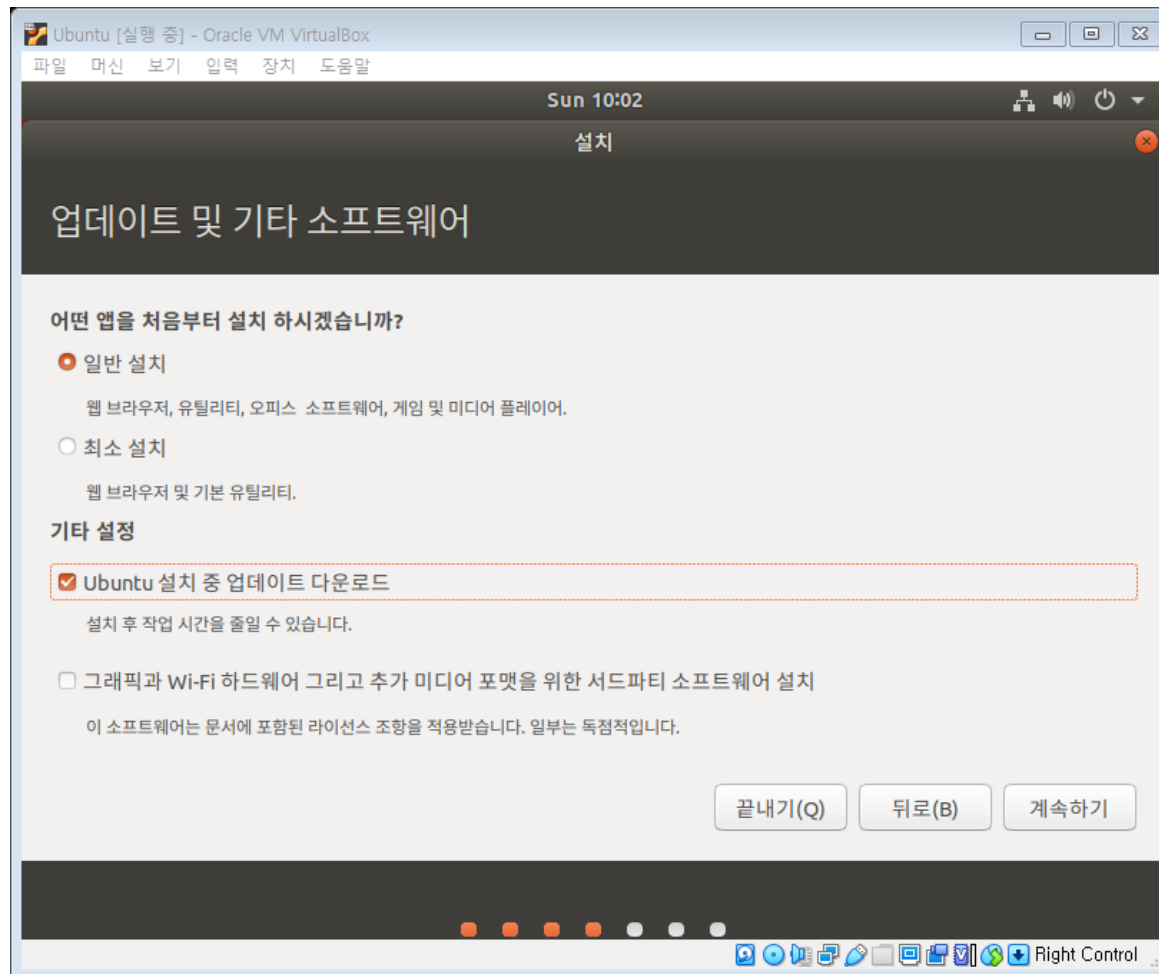 Ubuntu [실행 중] - Oracle VM VirtualBox
파일 머신 보기 입력 장치 도움말
Sun 10:02
설치
업데이트 및 기타 소프트웨어
어떤 앱을 처음부터 설치 하시겠습니까?
일반 설치
웹 브라우저, 유틸리티, 오피스 소프트웨어, 게임 및 미디어 플레이어.
최소 설치
웹 브라우저 및 기본 유틸리티.
기타 설정
Ubuntu 설치 중 업데이트 다운로드
설치 후 작업 시간을 줄일 수 있습니다.
그래픽과 Wi-Fi 하드웨어 그리고 추가 미디어 포맷을 위한 서드파티 소프트웨어 설치
이 소프트웨어는 문서에 포함된 라이선스 조항을 적용받습니다. 일부는 독점적입니다.
끝내기(Q) 뒤로(B) 계속하기
Right Control